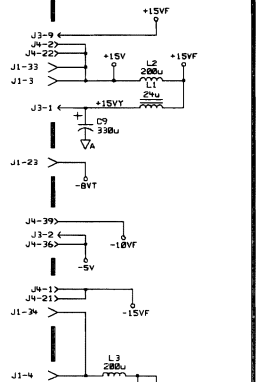 +15VF
J3-9
J4-2
J4-22
J1-33
+15V
L2
200u
+15VF
J1-3
L1
24u
J3-1
+15VY
+
C9
330u
A
J1-23
-8VT
J4-39
J3-2
-10VF
J4-36
-5V
J4-1
J4-21
J1-34
-15VF
L3
200u
J1-4